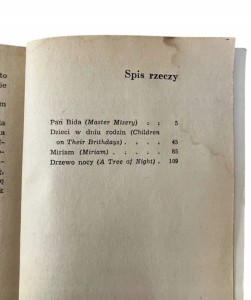 Spis rzeczy
Pan Bida (Master Misery) : : 5
Dzieci w dniu rodzin (Children
on Their Brithdays) . : : 45
Miriam (Miriam) . . . . . 85
Drzewo nocy (A Tree of Night) . 109